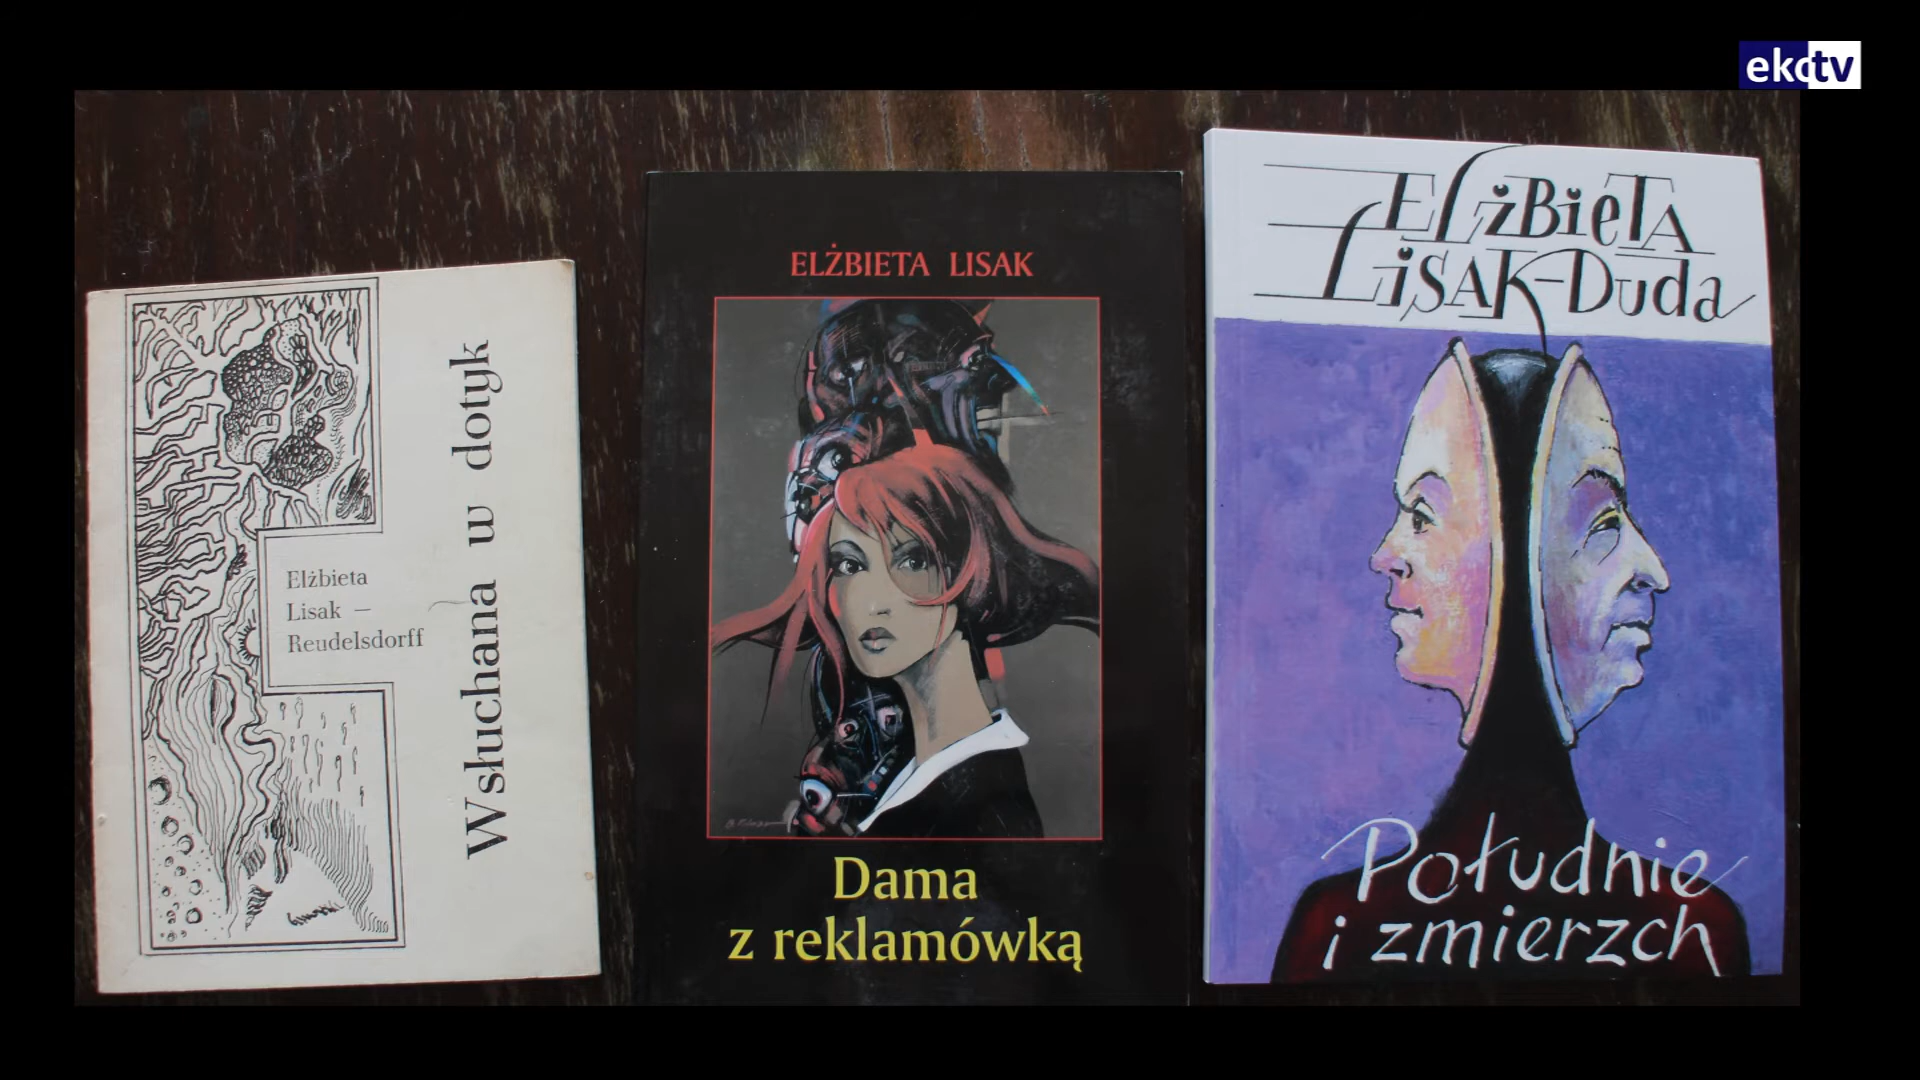 ekotv
Elżbieta
Lisak –
Reudelsdorff
Wsłuchana w dotyk
ELŻBIETA LISAK
Dama
z reklamówką
Elżbieta
Lisak-Duda
Południe
i zmierzch